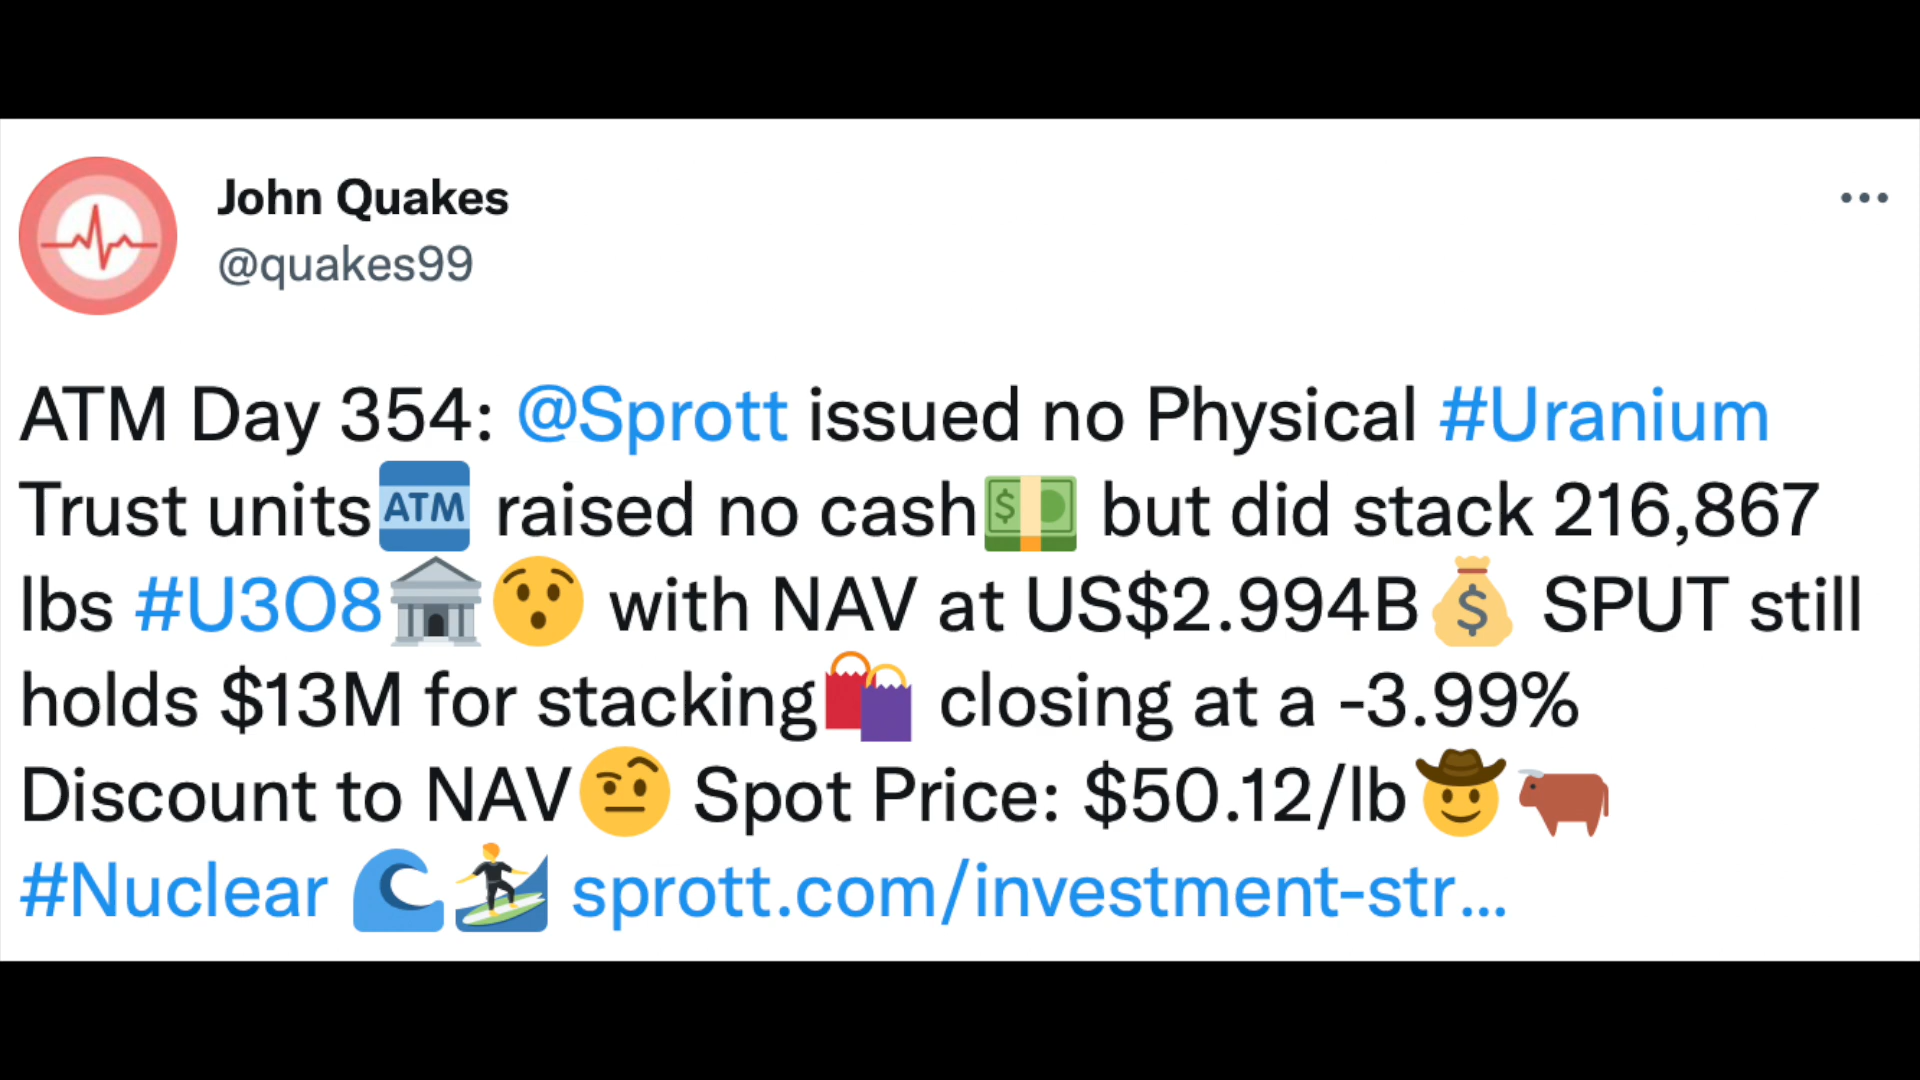 John Quakes
@quakes99
ATM Day 354: @Sprott issued no Physical #Uranium
Trust units🏧 raised no cash💵 but did stack 216,867
lbs #U3O8🏛😯 with NAV at US$2.994B💰 SPUT still
holds $13M for stacking🛍 closing at a -3.99%
Discount to NAV🤨 Spot Price: $50.12/lb🤠🐂
#Nuclear 🌊🏄 sprott.com/investment-str...